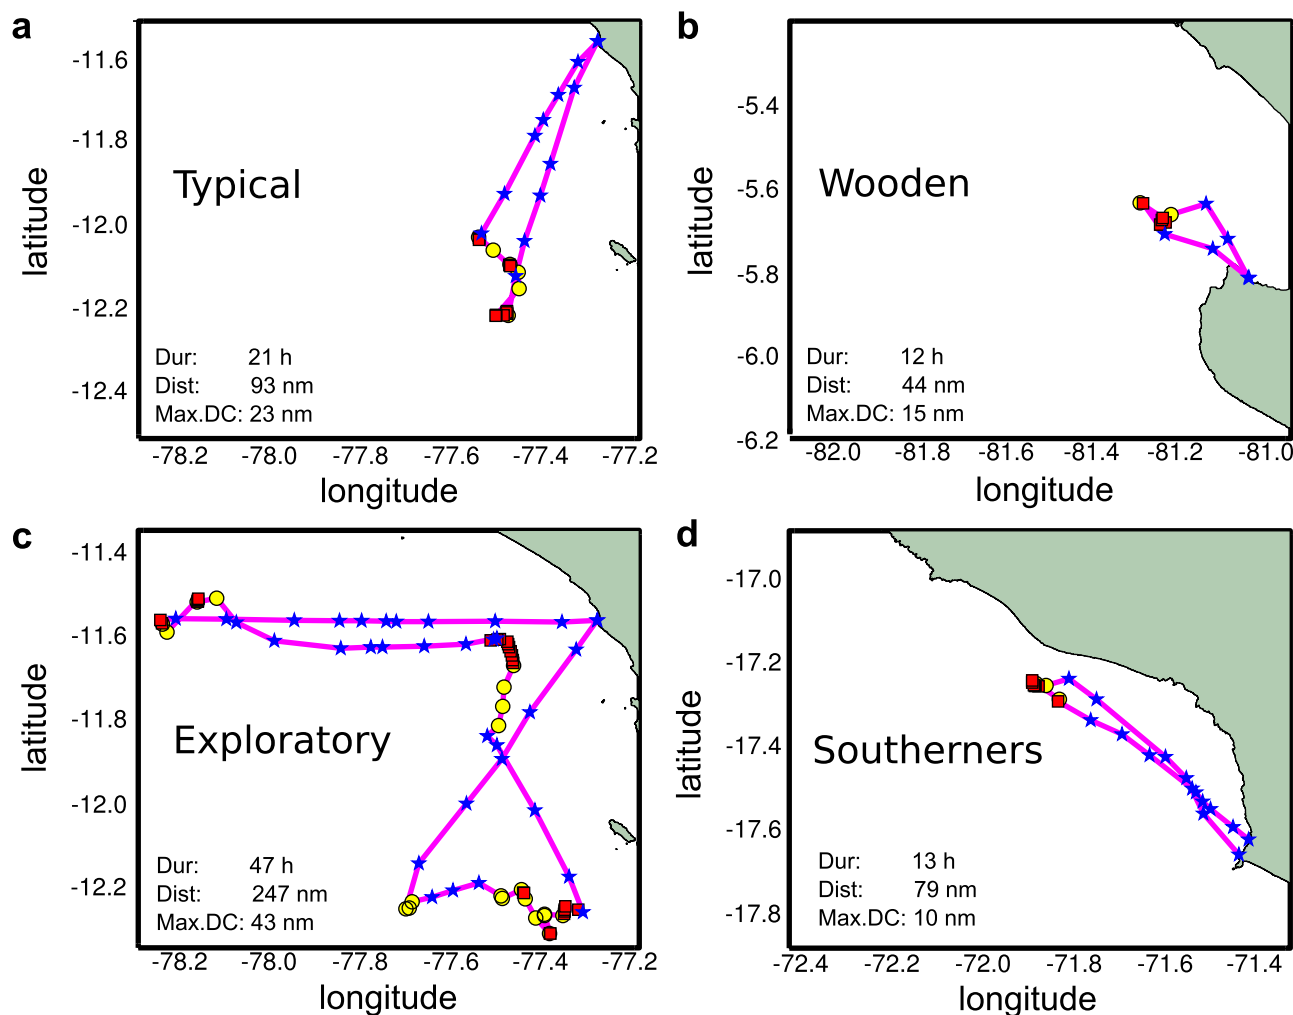 a
-11.6
-11.8
-12.0
-12.2
-12.4
latitude
Typical
Dur: 21 h
Dist: 93 nm
Max.DC: 23 nm
-78.2 -78.0 -77.8 -77.6 -77.4 -77.2
longitude
b
-5.4
-5.6
-5.8
-6.0
-6.2
latitude
Wooden
Dur: 12 h
Dist: 44 nm
Max.DC: 15 nm
-82.0 -81.8 -81.6 -81.4 -81.2 -81.0
longitude
c
-11.4
-11.6
-11.8
-12.0
-12.2
latitude
Exploratory
Dur: 47 h
Dist: 247 nm
Max.DC: 43 nm
-78.2 -78.0 -77.8 -77.6 -77.4 -77.2
longitude
d
-17.0
-17.2
-17.4
-17.6
-17.8
latitude
Southerners
Dur: 13 h
Dist: 79 nm
Max.DC: 10 nm
-72.4 -72.2 -72.0 -71.8 -71.6 -71.4
longitude